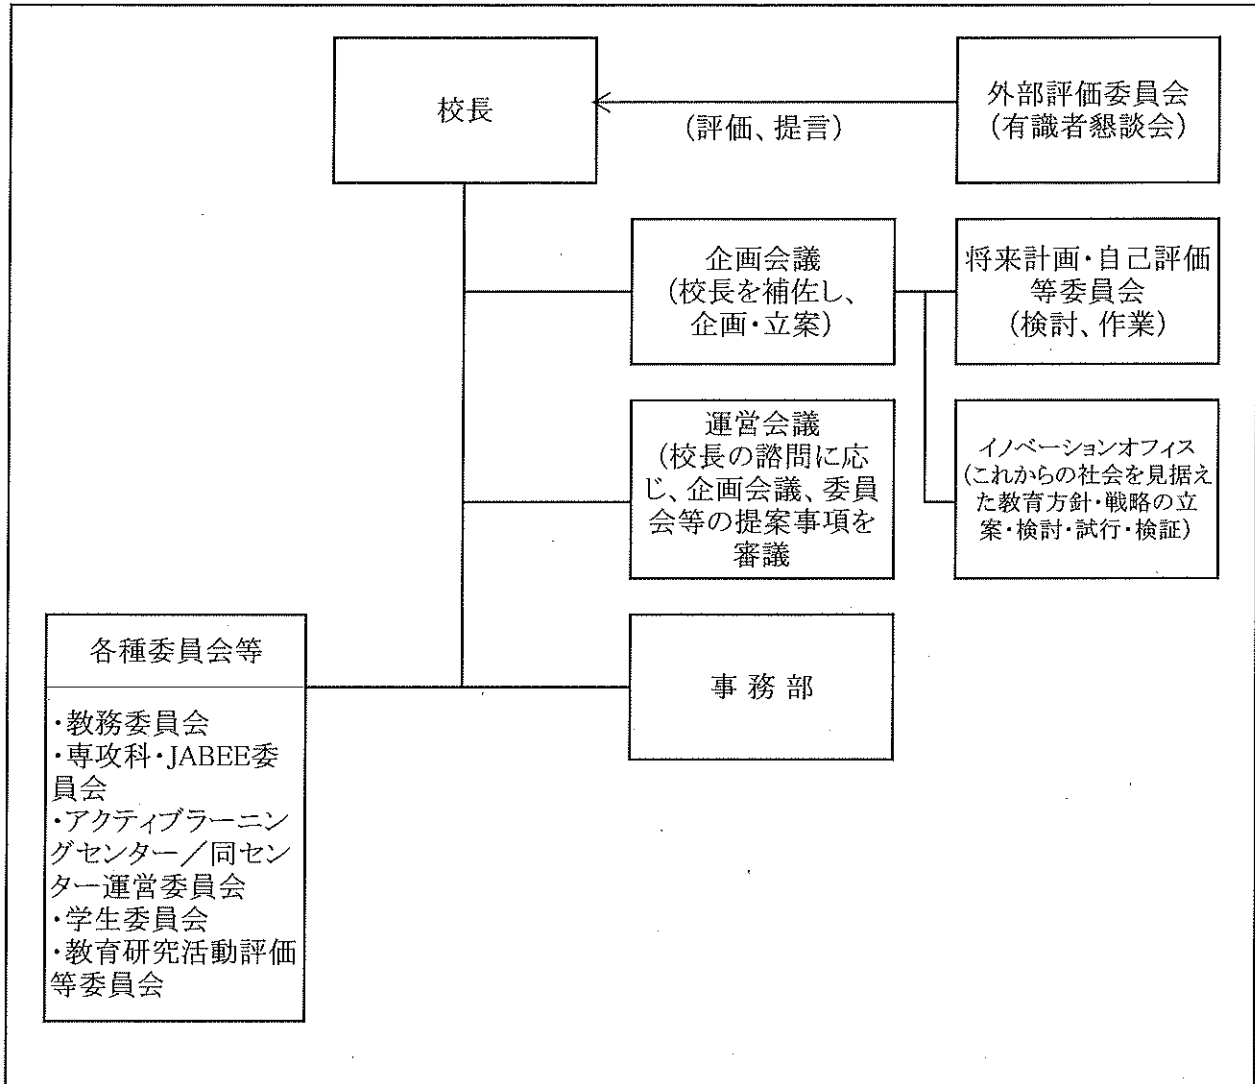 校長
(評価、提言)
外部評価委員会
(有識者懇談会)
企画会議
(校長を補佐し、
企画・立案)
将来計画・自己評価
等委員会
(検討、作業)
運営会議
(校長の諮問に応
じ、企画会議、委員
会等の提案事項を
審議
イノベーションオフィス
(これからの社会を見据え
た教育方針・戦略の立
案・検討・試行・検証)
各種委員会等
・教務委員会
・専攻科・JABEE委
員会
・アクティブラーニン
グセンター／同セン
ター運営委員会
・学生委員会
・教育研究活動評価
等委員会
事 務 部